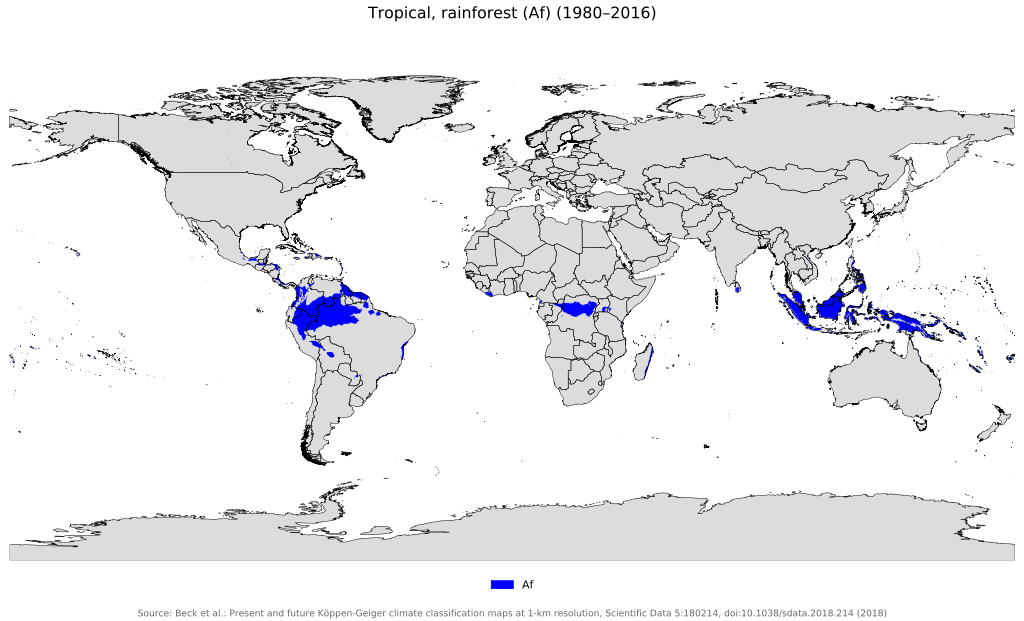 Tropical, rainforest (Af) (1980–2016)
Af
Source: Beck et al.: Present and future Köppen-Geiger climate classification maps at 1-km resolution, Scientific Data 5:180214, doi:10.1038/sdata.2018.214 (2018)